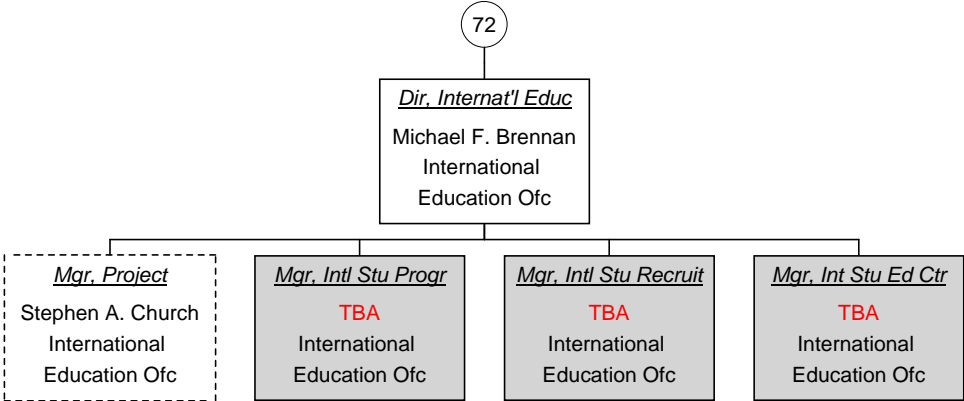 72
Dir, Internat'l Educ
Michael F. Brennan
International
Education Ofc
Mgr, Project
Stephen A. Church
International
Education Ofc
Mgr, Intl Stu Progr
TBA
International
Education Ofc
Mgr, Intl Stu Recruit
TBA
International
Education Ofc
Mgr, Int Stu Ed Ctr
TBA
International
Education Ofc